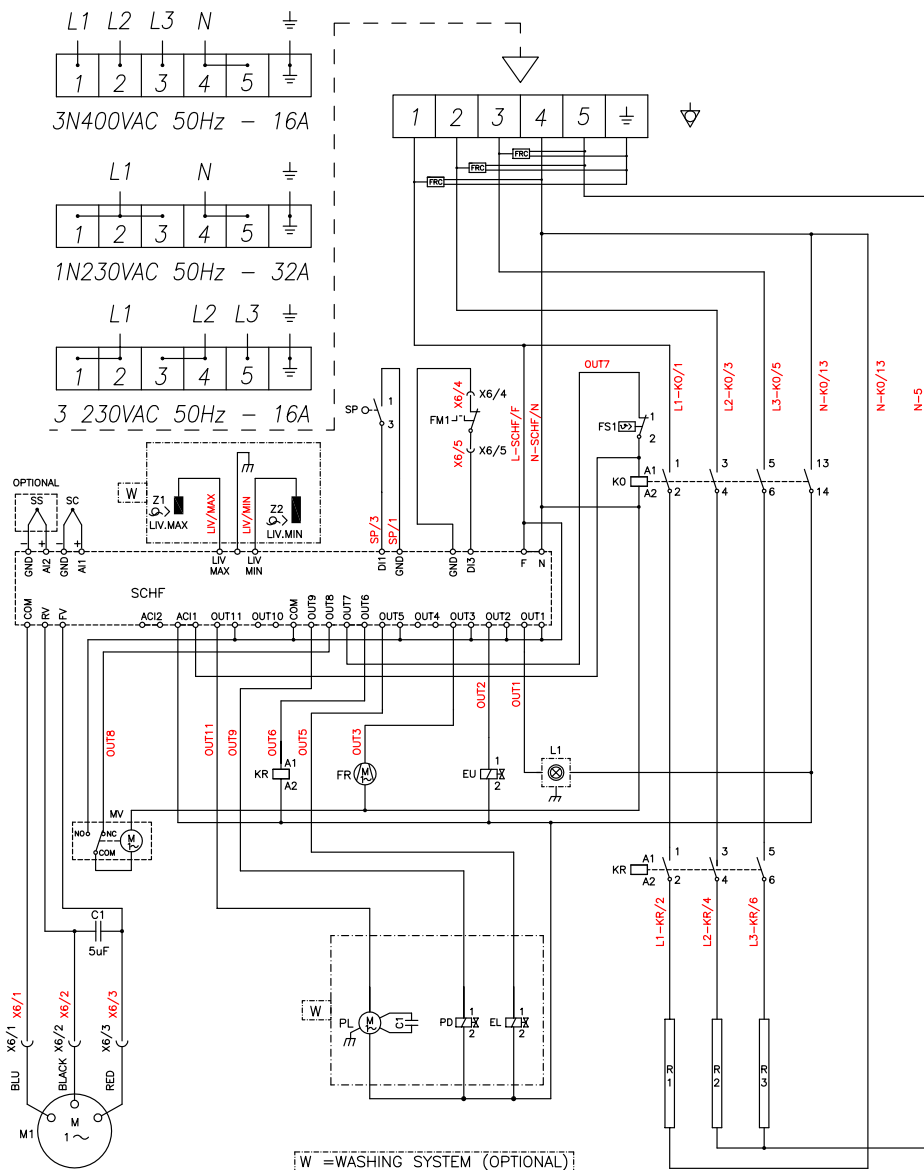 L1 L2 L3 N
1 2 3 4 5
3N400VAC 50Hz - 16A
L1 N
1 2 3 4 5
1N230VAC 50Hz - 32A
L1 L2 L3
1 2 3 4 5
3 230VAC 50Hz - 16A
1 2 3 4 5
FRC
FRC
FRC
OUT7
L1-K0/1
L2-K0/3
L3-K0/5
N-K0/13
N-K0/13
N-5
SP
1
3
X6/4
X6/4
FM1
X6/5
X6/5
L-SCHF/F
N-SCHF/N
FS1
1
2
K0
A1
A2
1
2
3
4
5
6
13
14
OPTIONAL
SS
SC
- +
- +
W
Z1
LIV.MAX
LIV/MAX
LIV/MIN
Z2
LIV.MIN
SP/3
SP/1
GND
AI2
GND
AI1
LIV MAX
LIV MIN
DI1
GND
GND
DI3
F
N
SCHF
COM
RV
FV
ACI2
ACI1
OUT11
OUT10
COM
OUT9
OUT8
OUT7
OUT6
OUT5
OUT4
OUT3
OUT2
OUT1
OUT8
OUT11
OUT9
OUT6
OUT5
OUT3
OUT2
OUT1
KR
A1
A2
FR
M
1~
EU
1
2
L1
MV
NO
NC
COM
M
1~
KR
A1
A2
1
2
3
4
5
6
L1-KR/2
L2-KR/4
L3-KR/6
C1
5uF
X6/1
X6/1
X6/2
X6/2
X6/3
X6/3
BLU
BLACK
RED
M1
M
1~
W
PL
M
1~
C1
PD
1
2
EL
1
2
R1
R2
R3
W =WASHING SYSTEM (OPTIONAL)